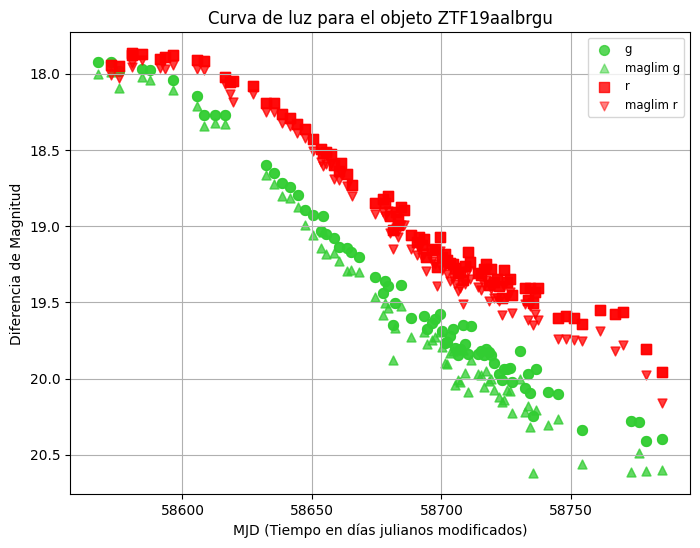 Curva de luz para el objeto ZTF19aalbrgu
g
maglim g
r
maglim r
Diferencia de Magnitud
18.0
18.5
19.0
19.5
20.0
20.5
58600
58650
58700
58750
MJD (Tiempo en días julianos modificados)